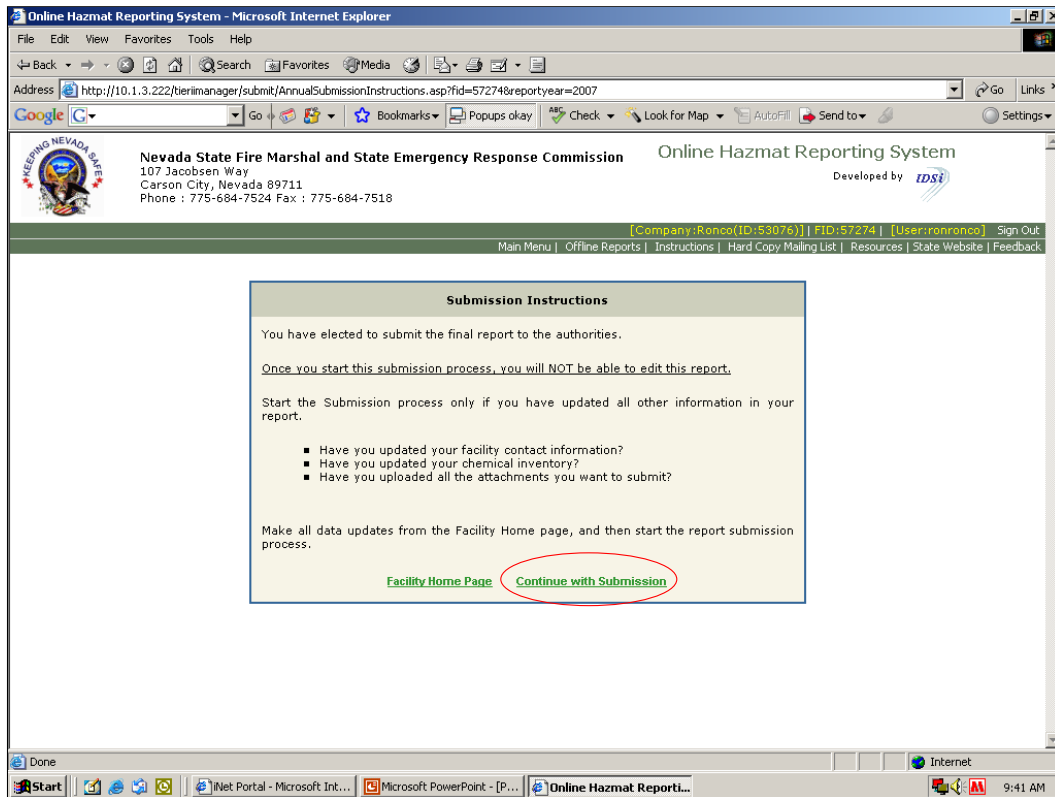 Online Hazmat Reporting System - Microsoft Internet Explorer
File Edit View Favorites Tools Help
Back Search Favorites Media
Address http://10.1.3.222/tieriimanager/submit/AnnualSubmissionInstructions.asp?fid=57274&reportyear=2007 Go Links
Google G Go Bookmarks Popups okay ABC Check Look for Map AutoFill Send to Settings
KEEPING NEVADA SAFE
Nevada State Fire Marshal and State Emergency Response Commission
107 Jacobsen Way
Carson City, Nevada 89711
Phone : 775-684-7524 Fax : 775-684-7518
Online Hazmat Reporting System
Developed by IDSi
[Company:Ronco(ID:53076)] | FID:57274 | [User:ronronco] Sign Out
Main Menu | Offline Reports | Instructions | Hard Copy Mailing List | Resources | State Website | Feedback
Submission Instructions
You have elected to submit the final report to the authorities.
Once you start this submission process, you will NOT be able to edit this report.
Start the Submission process only if you have updated all other information in your
report.
Have you updated your facility contact information?
Have you updated your chemical inventory?
Have you uploaded all the attachments you want to submit?
Make all data updates from the Facility Home page, and then start the report submission
process.
Facility Home Page Continue with Submission
Done Internet
Start iNet Portal - Microsoft Int... Microsoft PowerPoint - [P... Online Hazmat Reporti... 9:41 AM